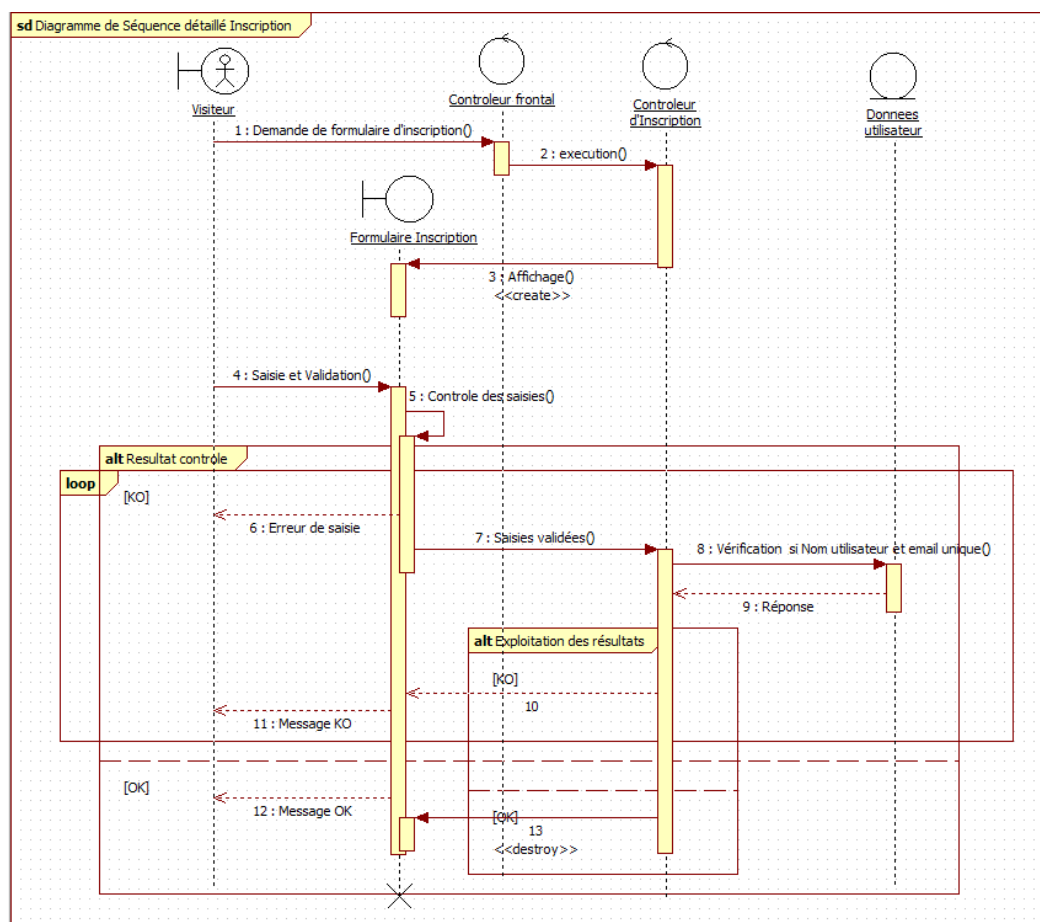 sd Diagramme de Séquence détaillé Inscription
Visiteur
Controleur frontal
Controleur
d'Inscription
Donnees
utilisateur
1 : Demande de formulaire d'inscription()
2 : execution()
Formulaire Inscription
3 : Affichage()
<<create>>
4 : Saisie et Validation()
5 : Controle des saisies()
alt Resultat controle
loop
[KO]
6 : Erreur de saisie
7 : Saisies validées()
8 : Vérification si Nom utilisateur et email unique()
9 : Réponse
alt Exploitation des résultats
[KO]
10
11 : Message KO
[OK]
12 : Message OK
[OK]
13
<<destroy>>